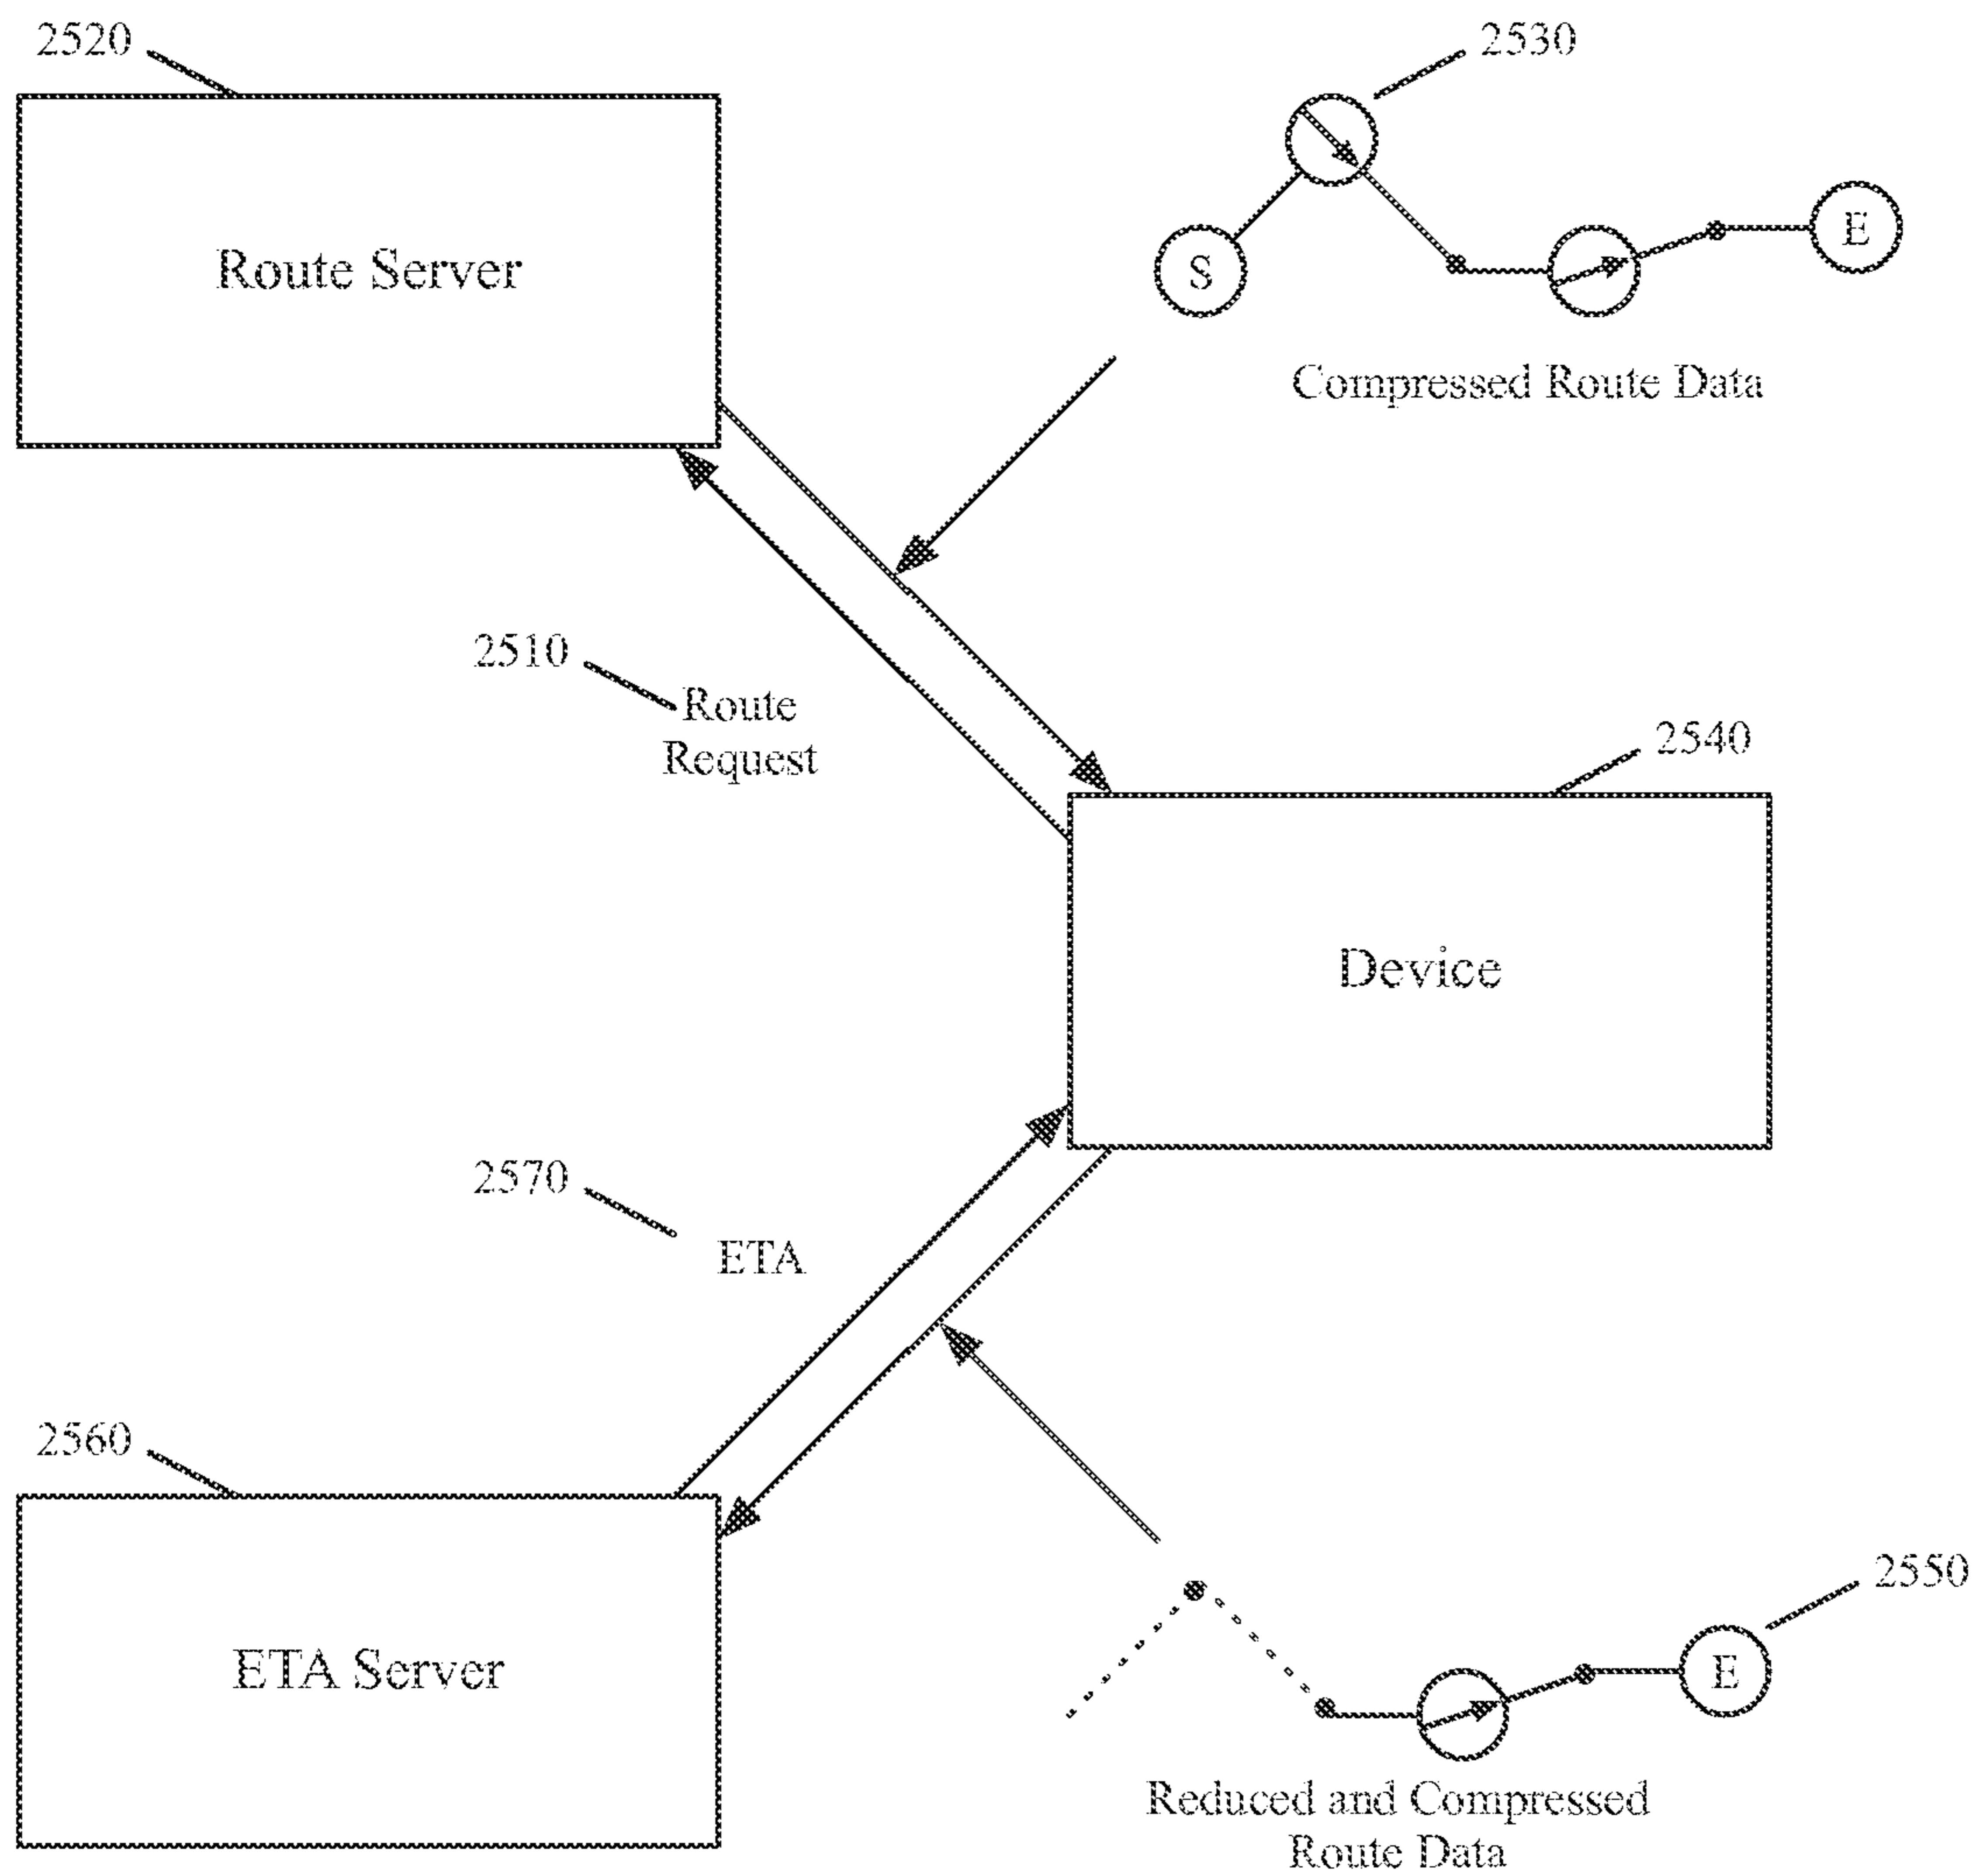 2520
2530
Route Server
S
E
Compressed Route Data
2510
Route
Request
2540
Device
2570
ETA
2560
2550
ETA Server
E
Reduced and Compressed
Route Data